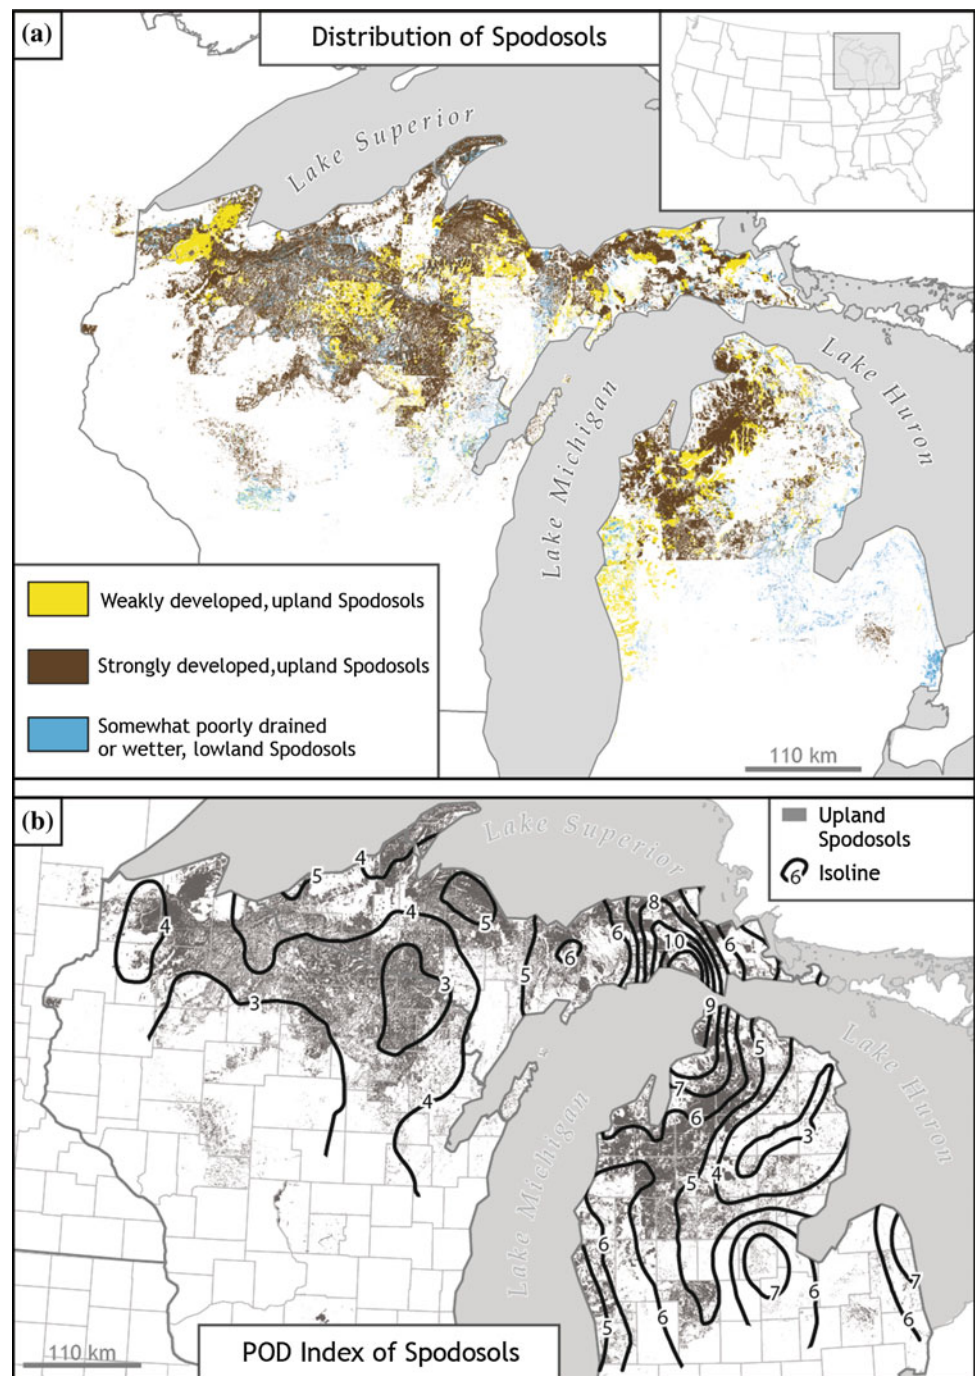 (a)
Distribution of Spodosols
Lake Superior
Lake Michigan
Lake Huron
Weakly developed, upland Spodosols
Strongly developed, upland Spodosols
Somewhat poorly drained
or wetter, lowland Spodosols
110 km
(b)
Lake Superior
Upland
Spodosols
6 Isoline
4
5
4
4
5
3
3
4
5
6
6
8
10
6
9
5
7
6
3
4
5
6
5
6
7
6
7
6
Lake Michigan
Lake Huron
110 km
POD Index of Spodosols